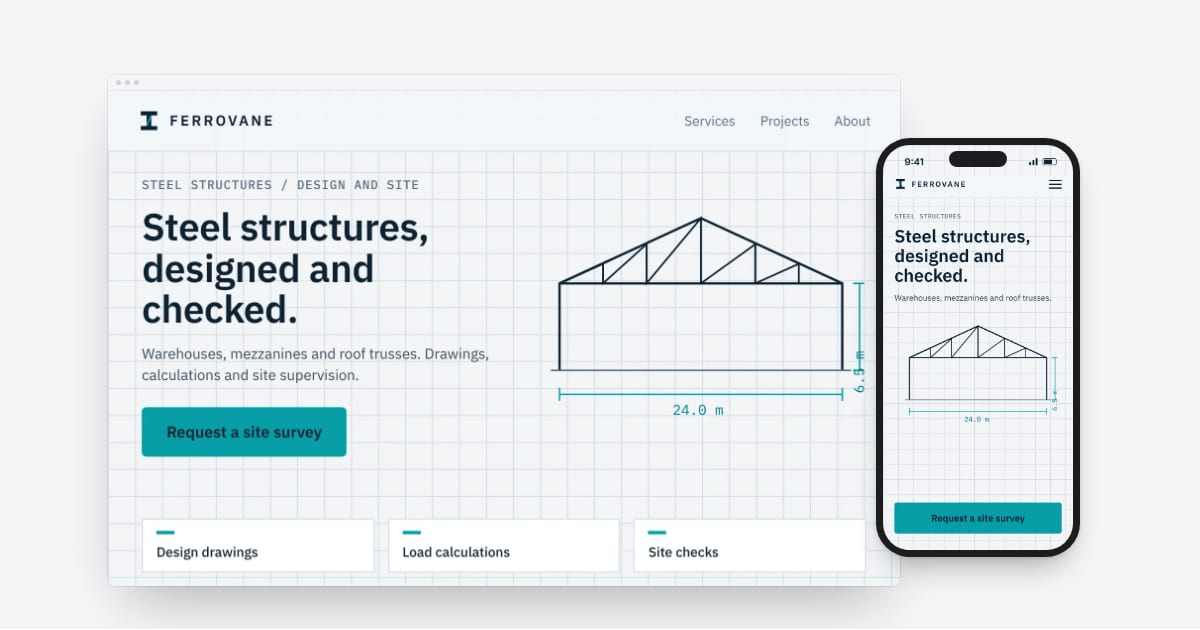 FERROVANE
Services Projects About
STEEL STRUCTURES / DESIGN AND SITE
Steel structures,
designed and
checked.
Warehouses, mezzanines and roof trusses. Drawings,
calculations and site supervision.
Request a site survey
6.5 m
24.0 m
Design drawings
Load calculations
Site checks
9:41
FERROVANE
STEEL STRUCTURES
Steel structures,
designed and
checked.
Warehouses, mezzanines and roof trusses.
6.5 m
24.0 m
Request a site survey